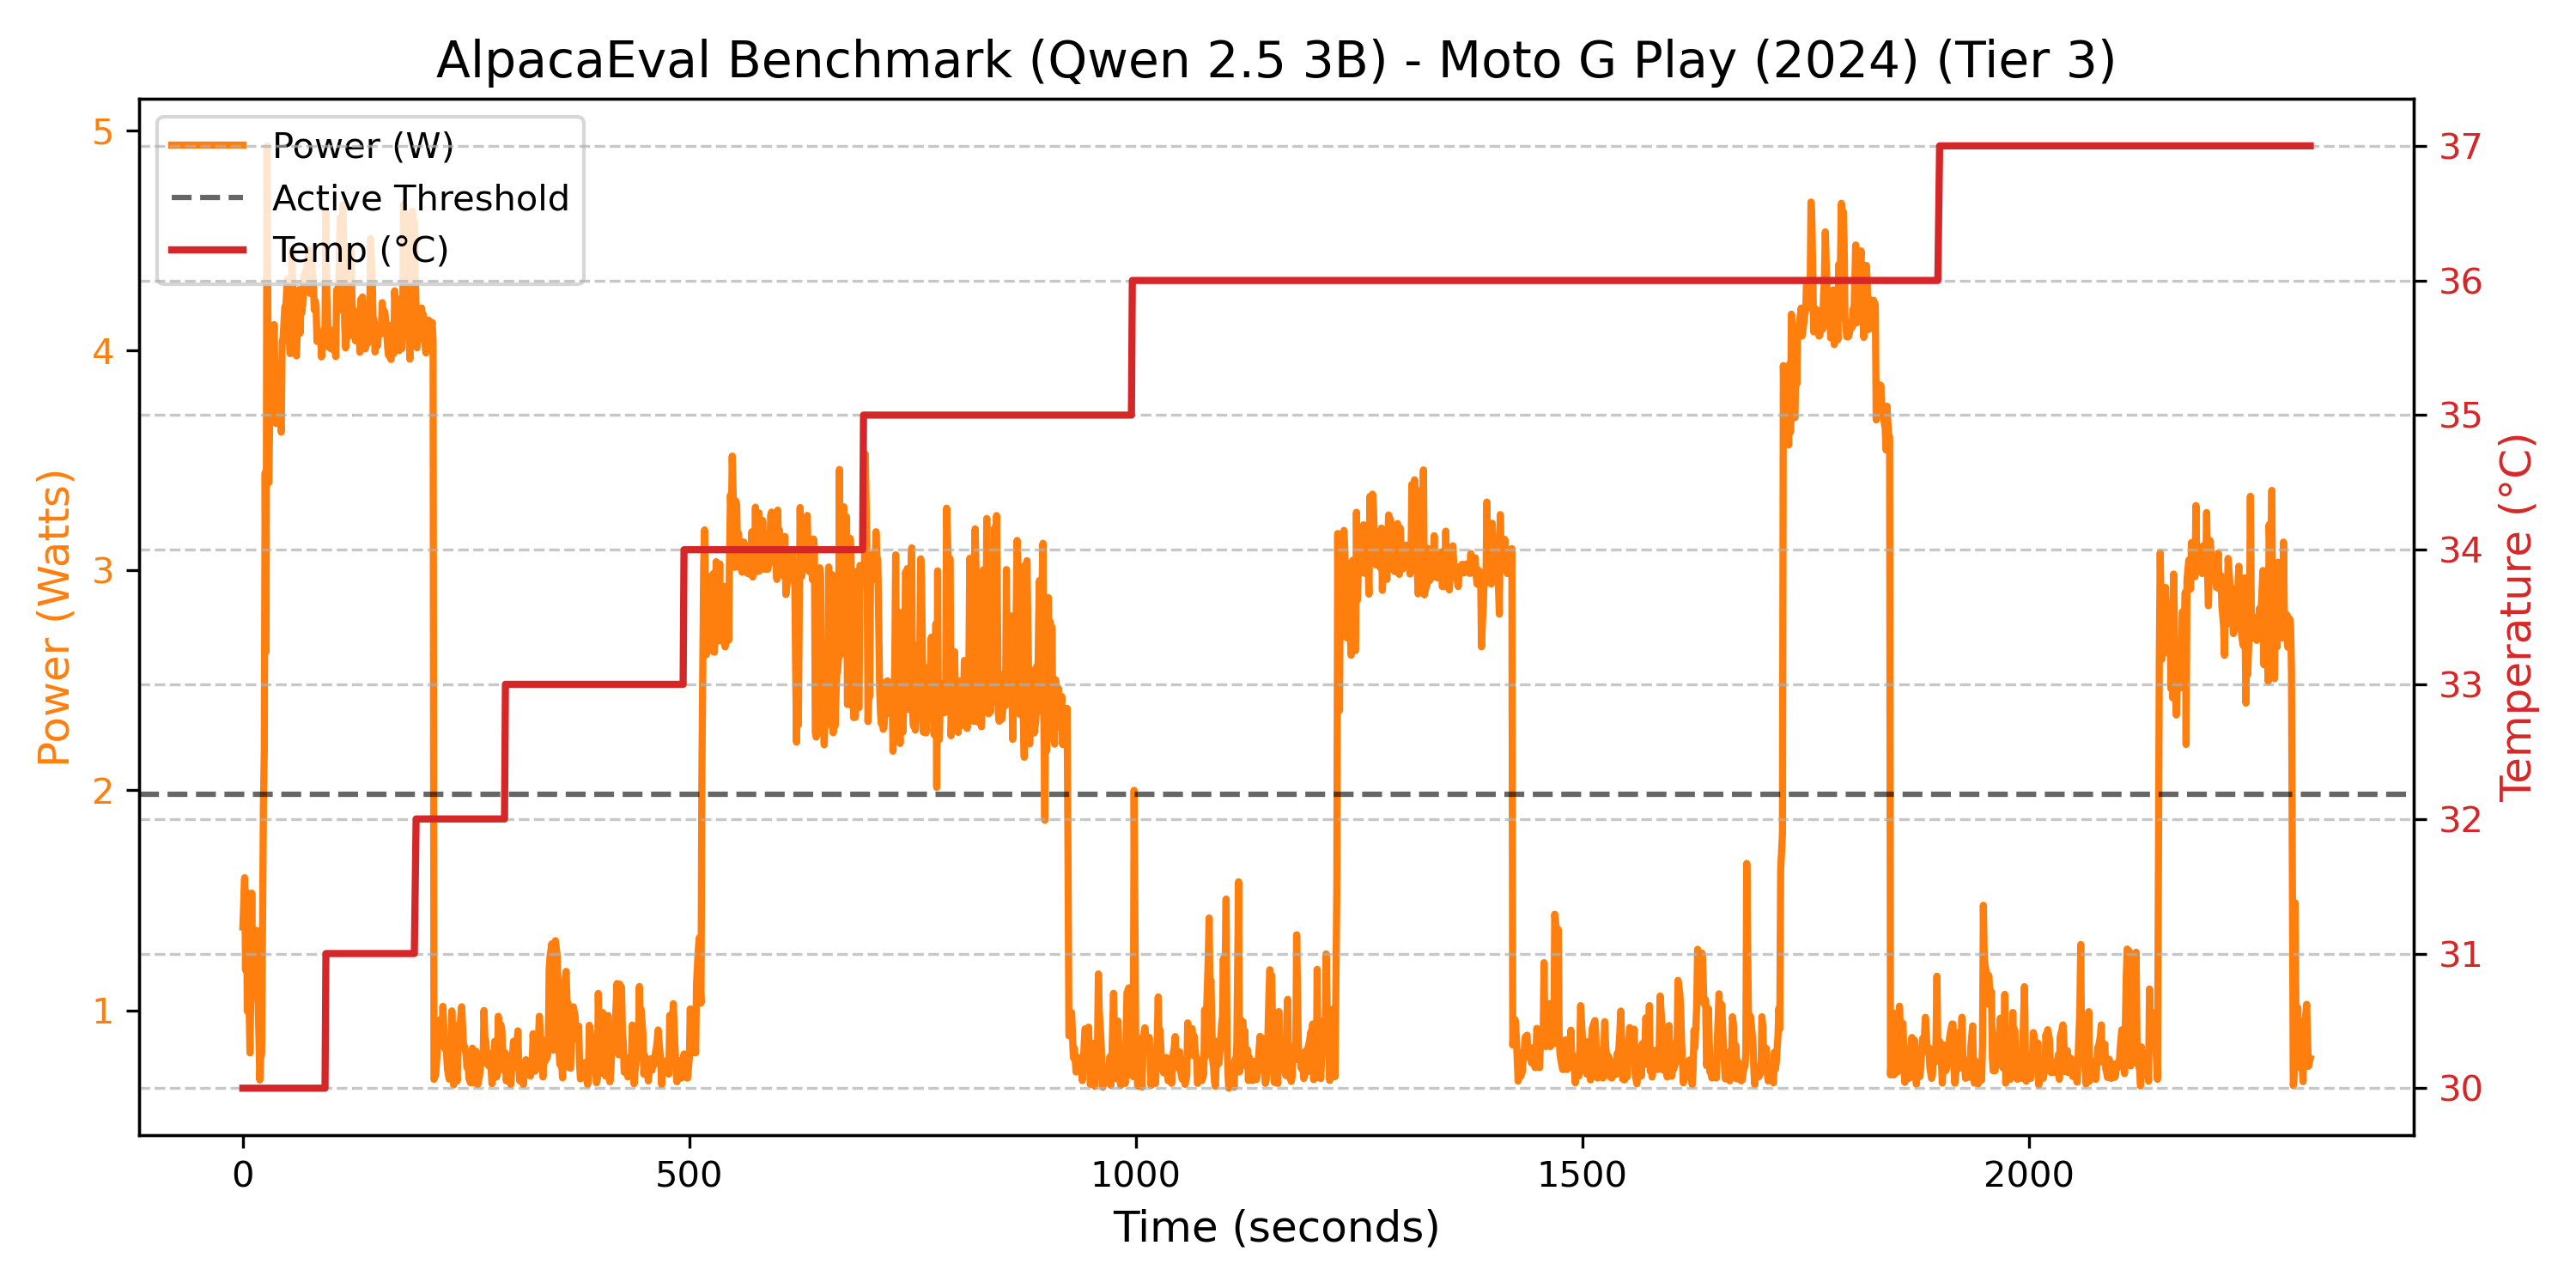 AlpacaEval Benchmark (Qwen 2.5 3B) - Moto G Play (2024) (Tier 3)
Power (W)
Active Threshold
Temp (°C)
Power (Watts)
5
4
3
2
1
37
36
35
34
33
32
31
30
Temperature (°C)
0
500
1000
1500
2000
Time (seconds)